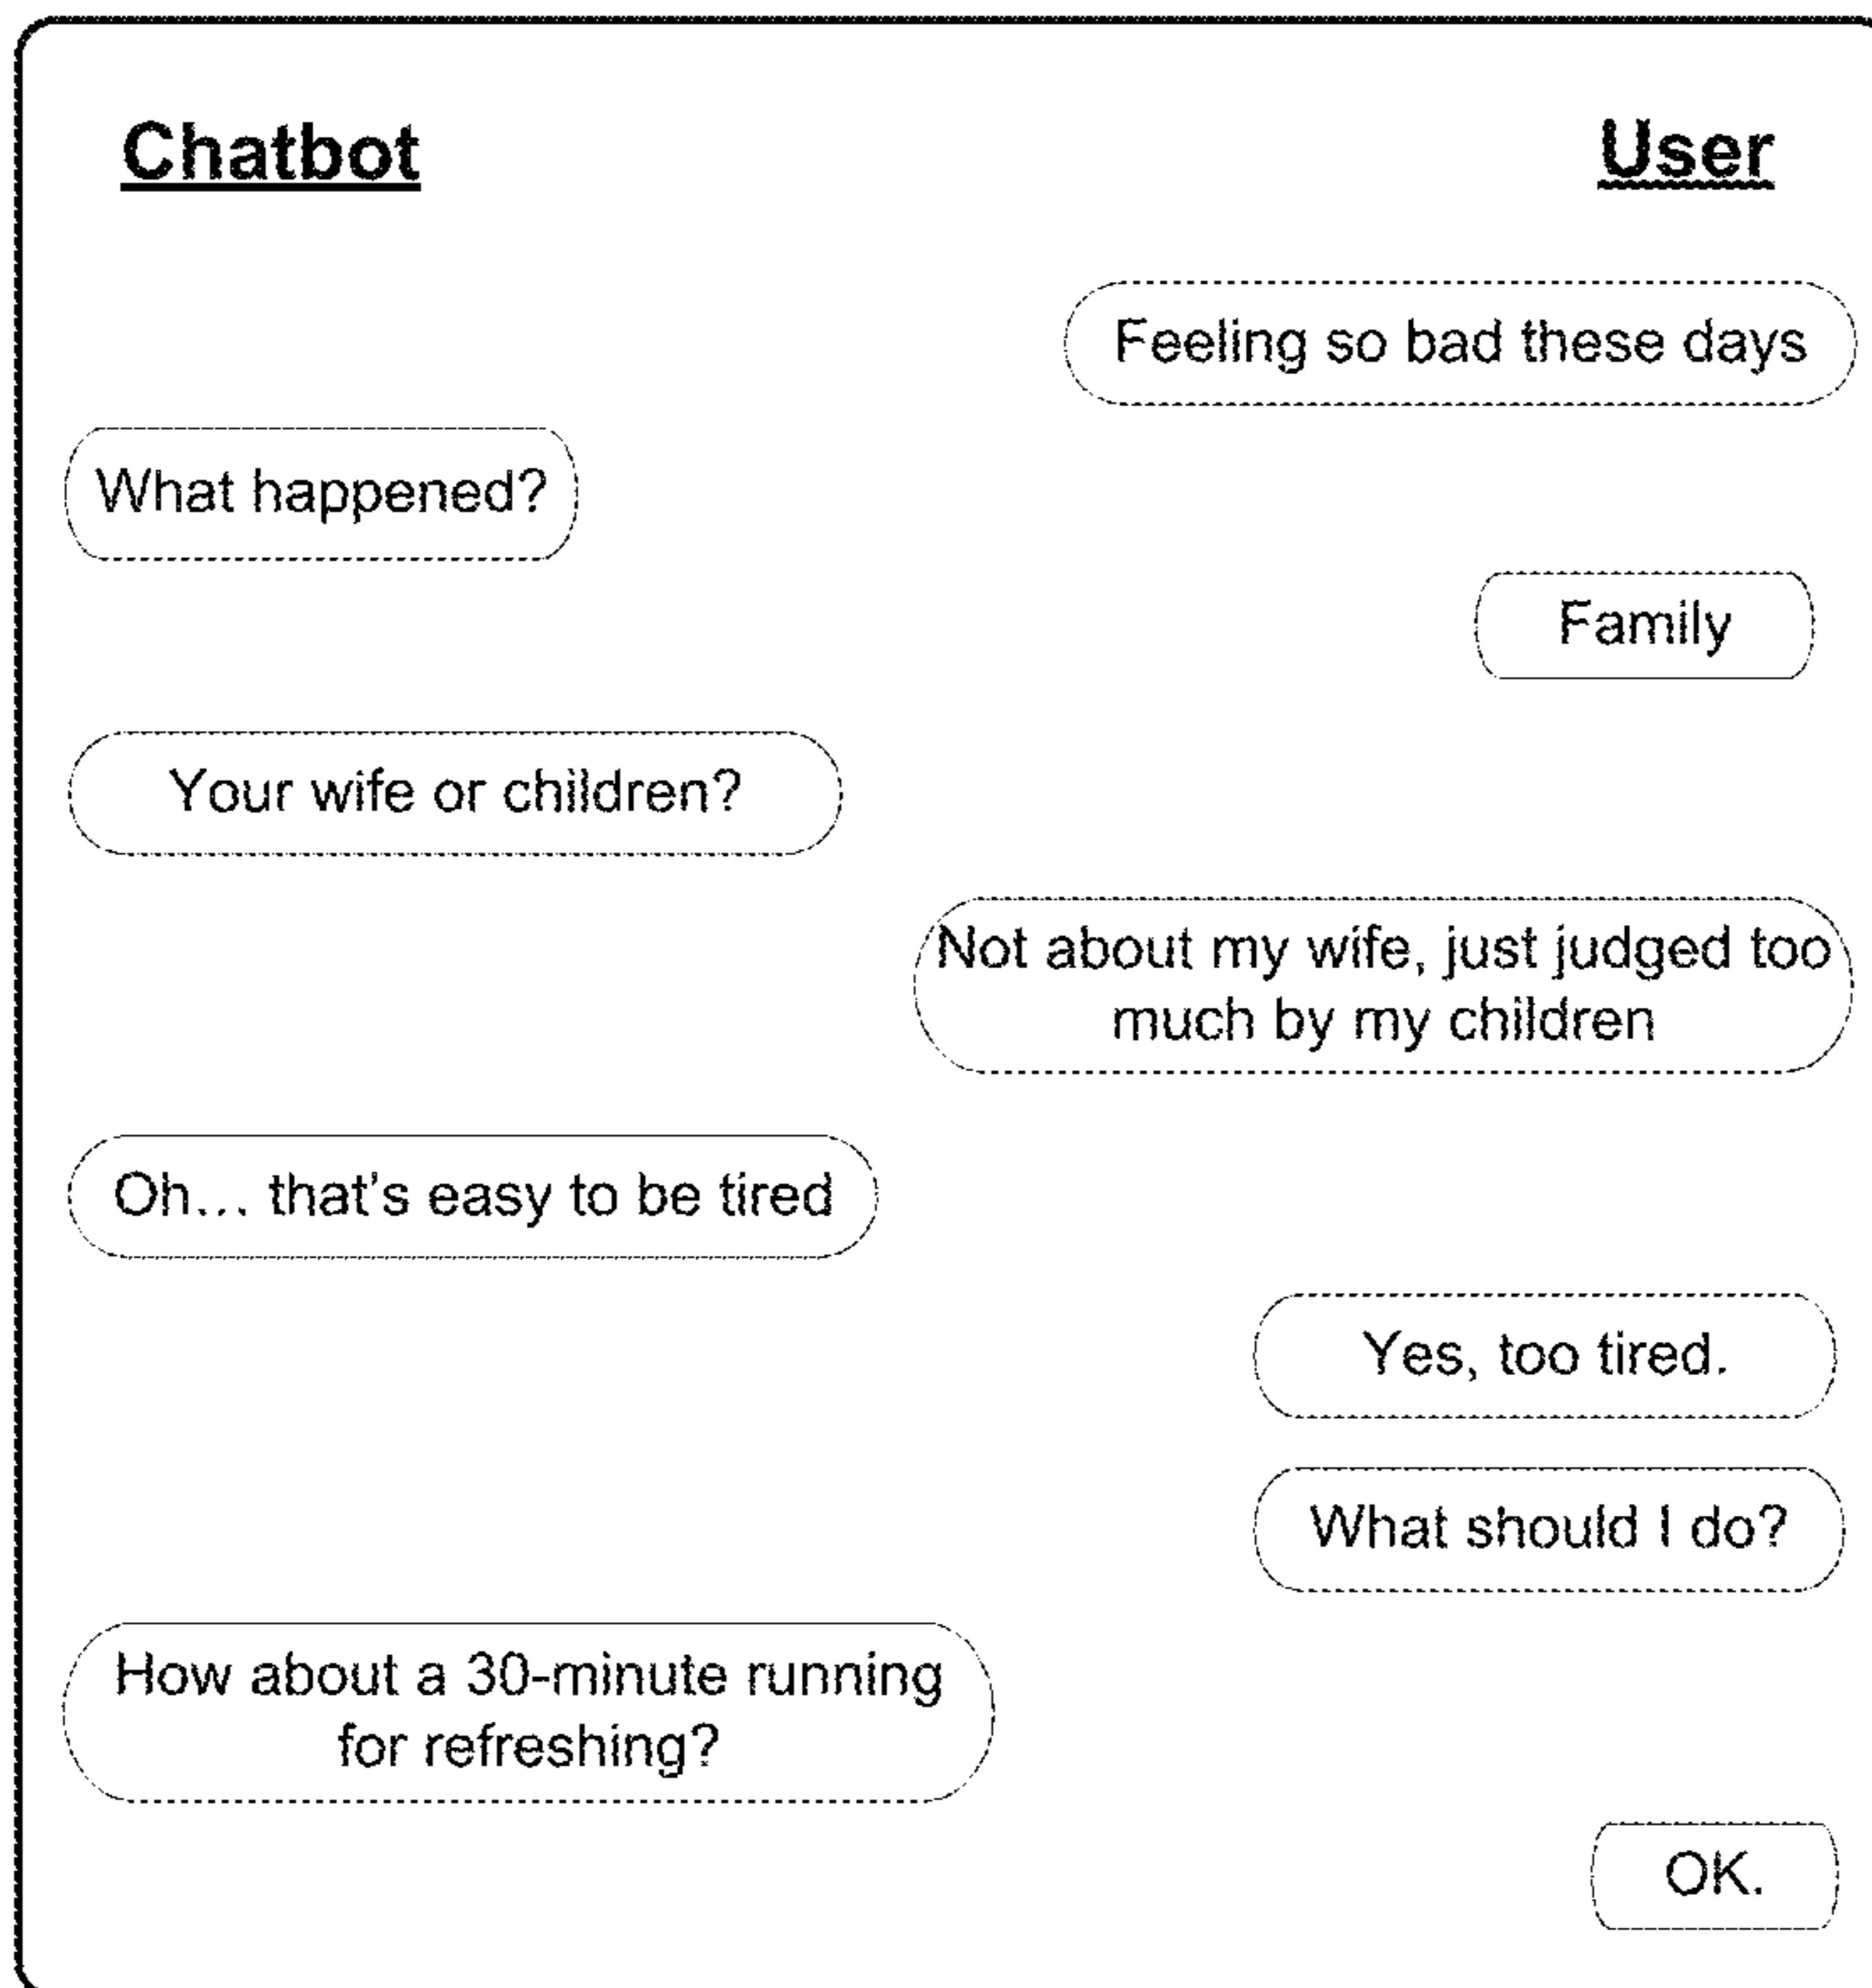 Chatbot
User
Feeling so bad these days
What happened?
Family
Your wife or children?
Not about my wife, just judged too
much by my children
Oh... that's easy to be tired
Yes, too tired.
What should I do?
How about a 30-minute running
for refreshing?
OK.